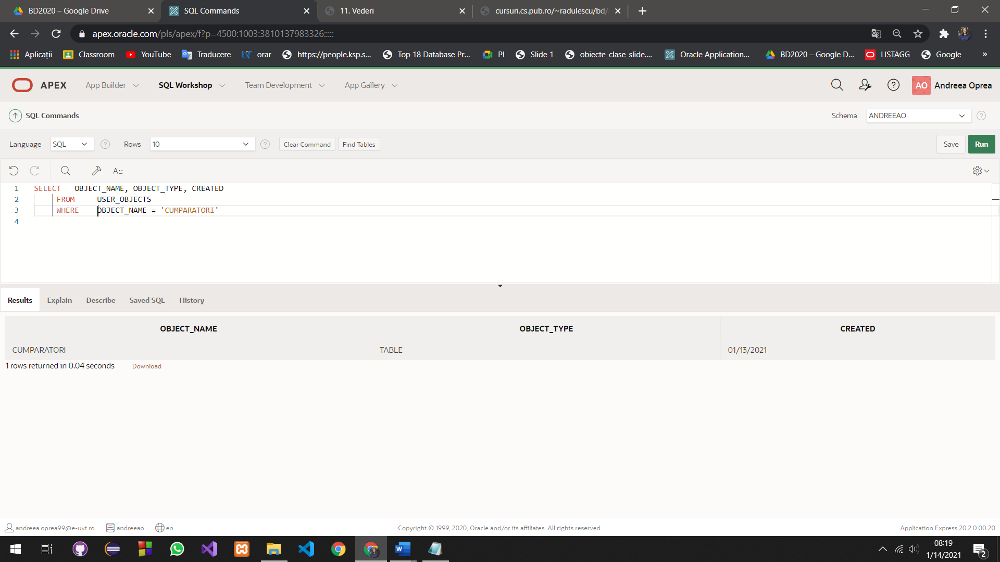 BD2020 – Google Drive
SQL Commands
11. Vederi
cursuri.cs.pub.ro/~radulescu/bd/
apex.oracle.com/pls/apex/f?p=4500:1003:3810137983326:::::
Aplicații
Classroom
YouTube
Traducere
orar
https://people.ksp.s...
Top 18 Database Pr...
PI
Slide 1
obiecte_clase_slide....
Oracle Application...
BD2020 – Google D...
LISTAGG
Google
»
APEX
App Builder
SQL Workshop
Team Development
App Gallery
AO
Andreea Oprea
SQL Commands
Schema
ANDREEAO
Language
SQL
Rows
10
Clear Command
Find Tables
Save
Run
1 SELECT OBJECT_NAME, OBJECT_TYPE, CREATED
2 FROM USER_OBJECTS
3 WHERE OBJECT_NAME = 'CUMPARATORI'
4
Results
Explain
Describe
Saved SQL
History
OBJECT_NAME OBJECT_TYPE CREATED
CUMPARATORI TABLE 01/13/2021
1 rows returned in 0.04 seconds
Download
andreea.oprea99@e-uvt.ro
andreeao
en
Copyright © 1999, 2020, Oracle and/or its affiliates. All rights reserved.
Application Express 20.2.0.00.20
08:19
1/14/2021
2